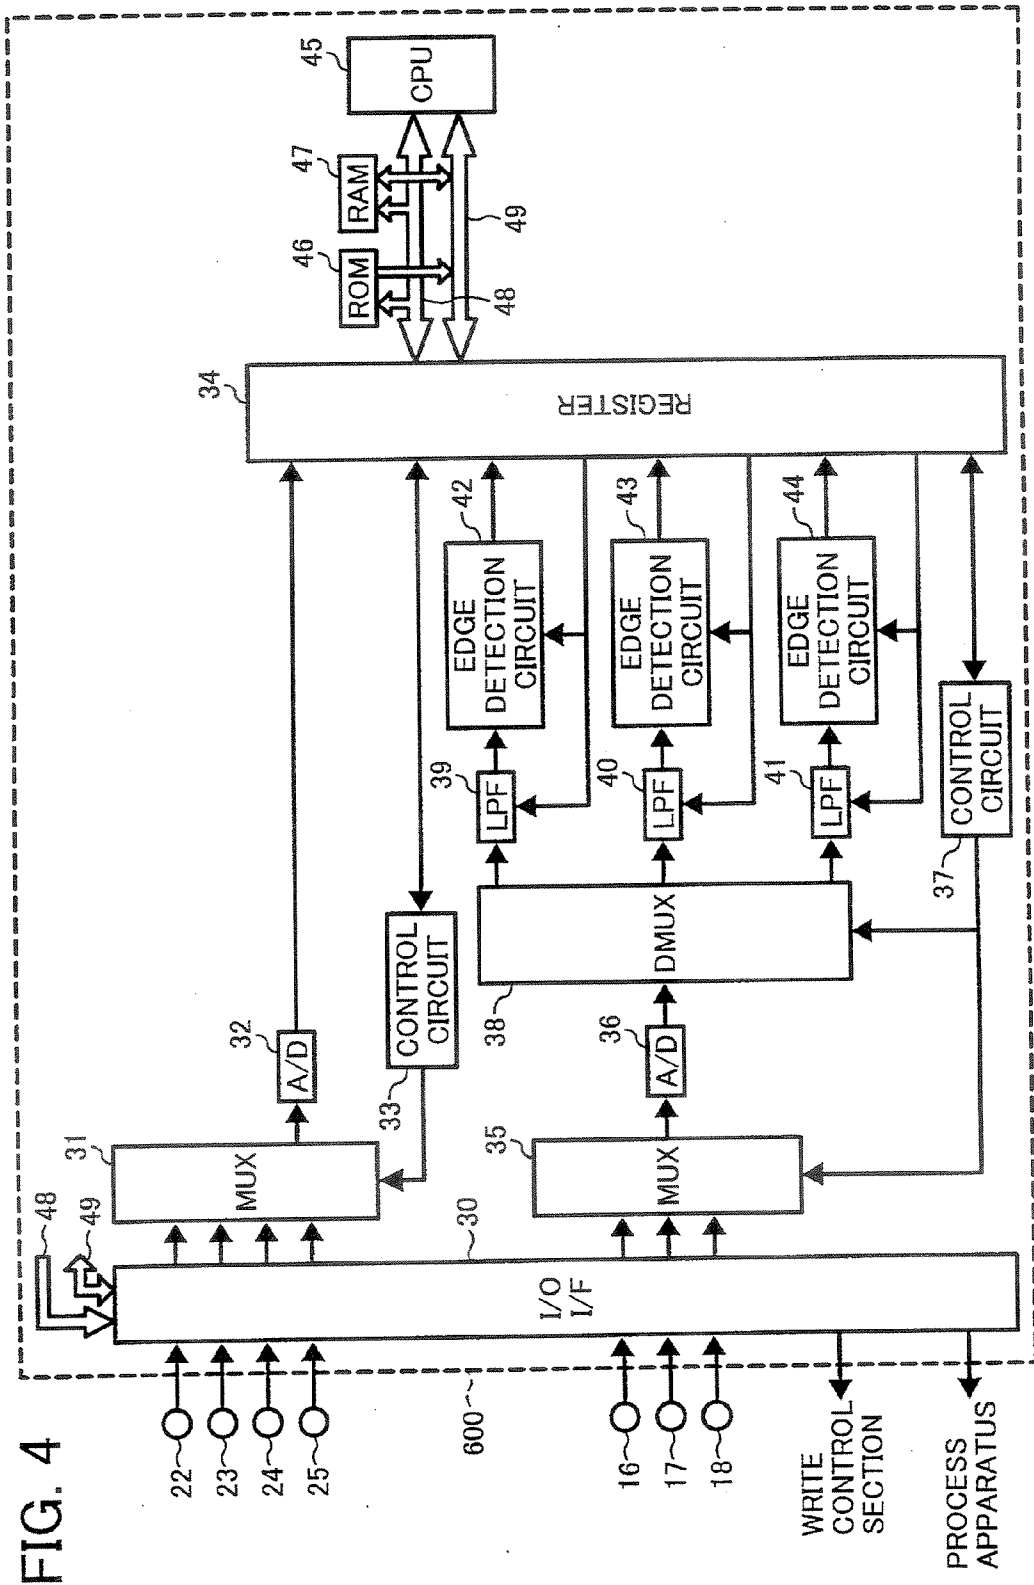 FIG. 4
22
23
24
25
16
17
18
600
WRITE
CONTROL
SECTION
PROCESS
APPARATUS
48
49
30
I/O
I/F
31
MUX
32
A/D
33
CONTROL
CIRCUIT
35
MUX
36
A/D
38
DMUX
37
CONTROL
CIRCUIT
39
LPF
40
LPF
41
LPF
42
EDGE
DETECTION
CIRCUIT
43
EDGE
DETECTION
CIRCUIT
44
EDGE
DETECTION
CIRCUIT
34
REGISTER
46
ROM
47
RAM
48
49
45
CPU